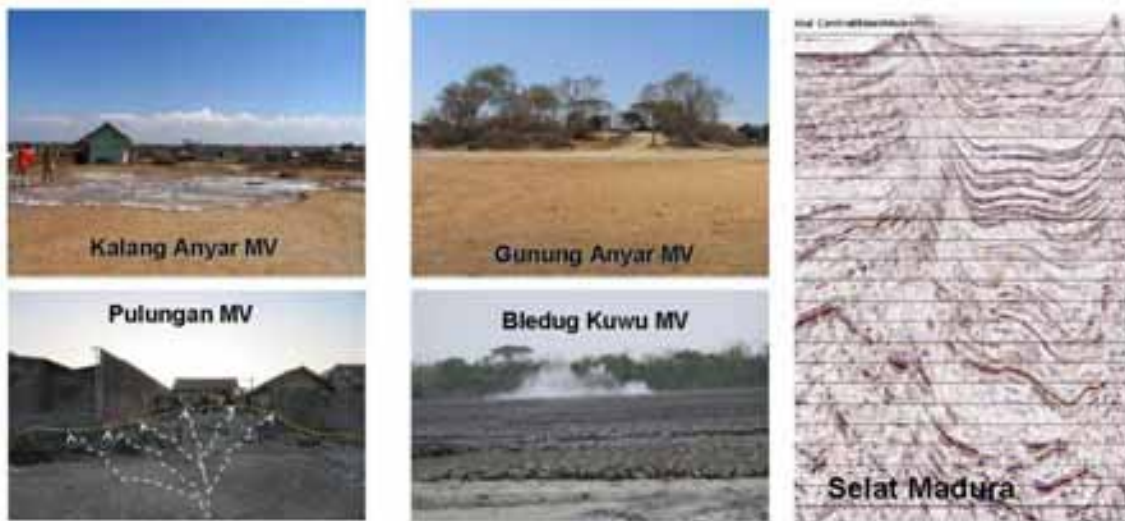 Kalang Anyar MV
Gunung Anyar MV
Pulungan MV
Bledug Kuwu MV
Selat Madura